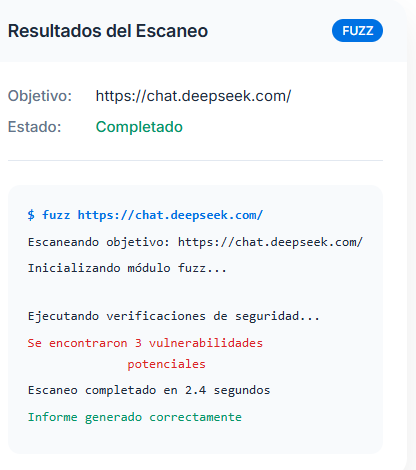 Resultados del Escaneo FUZZ
Objetivo: https://chat.deepseek.com/
Estado: Completado
$ fuzz https://chat.deepseek.com/
Escaneando objetivo: https://chat.deepseek.com/
Inicializando módulo fuzz...
Ejecutando verificaciones de seguridad...
Se encontraron 3 vulnerabilidades
potenciales
Escaneo completado en 2.4 segundos
Informe generado correctamente